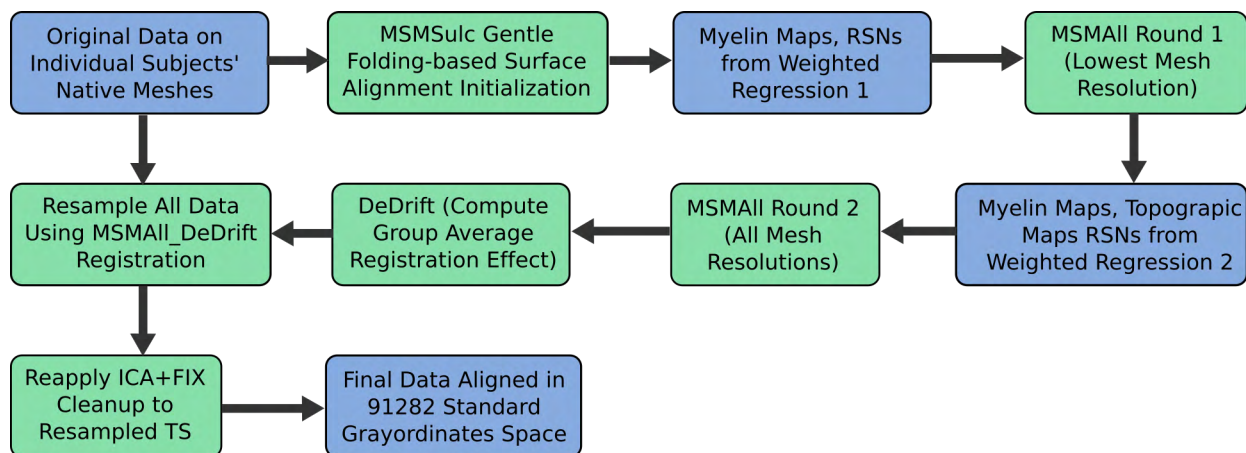 Original Data on
Individual Subjects'
Native Meshes
MSMSulc Gentle
Folding-based Surface
Alignment Initialization
Myelin Maps, RSNs
from Weighted
Regression 1
MSMAll Round 1
(Lowest Mesh
Resolution)
Resample All Data
Using MSMAll_DeDrift
Registration
DeDrift (Compute
Group Average
Registration Effect)
MSMAll Round 2
(All Mesh
Resolutions)
Myelin Maps, Topograpic
Maps RSNs from
Weighted Regression 2
Reapply ICA+FIX
Cleanup to
Resampled TS
Final Data Aligned in
91282 Standard
Grayordinates Space